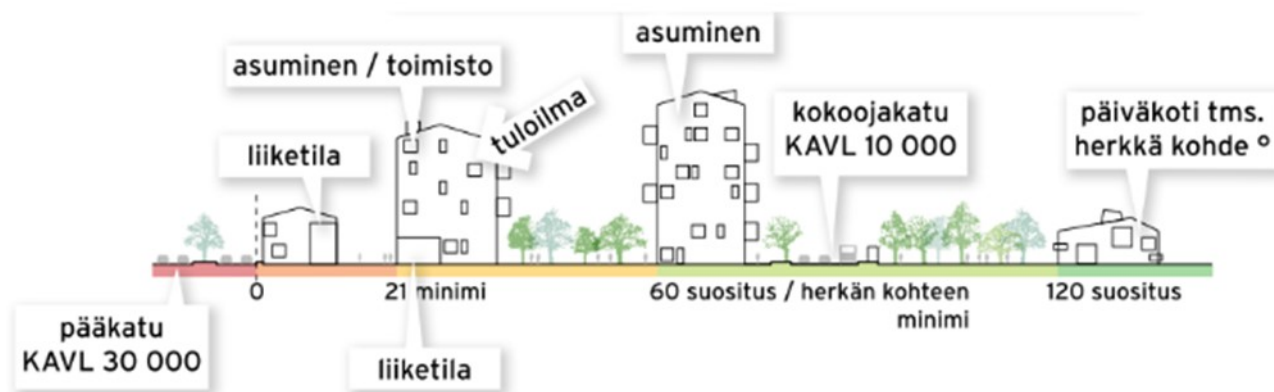 asuminen
asuminen / toimisto
tuloilma
kokoojakatu
KAVL 10 000
päiväkoti tms.
herkkä kohde °
liiketila
0
21 minimi
60 suositus / herkän kohteen
minimi
120 suositus
pääkatu
KAVL 30 000
liiketila